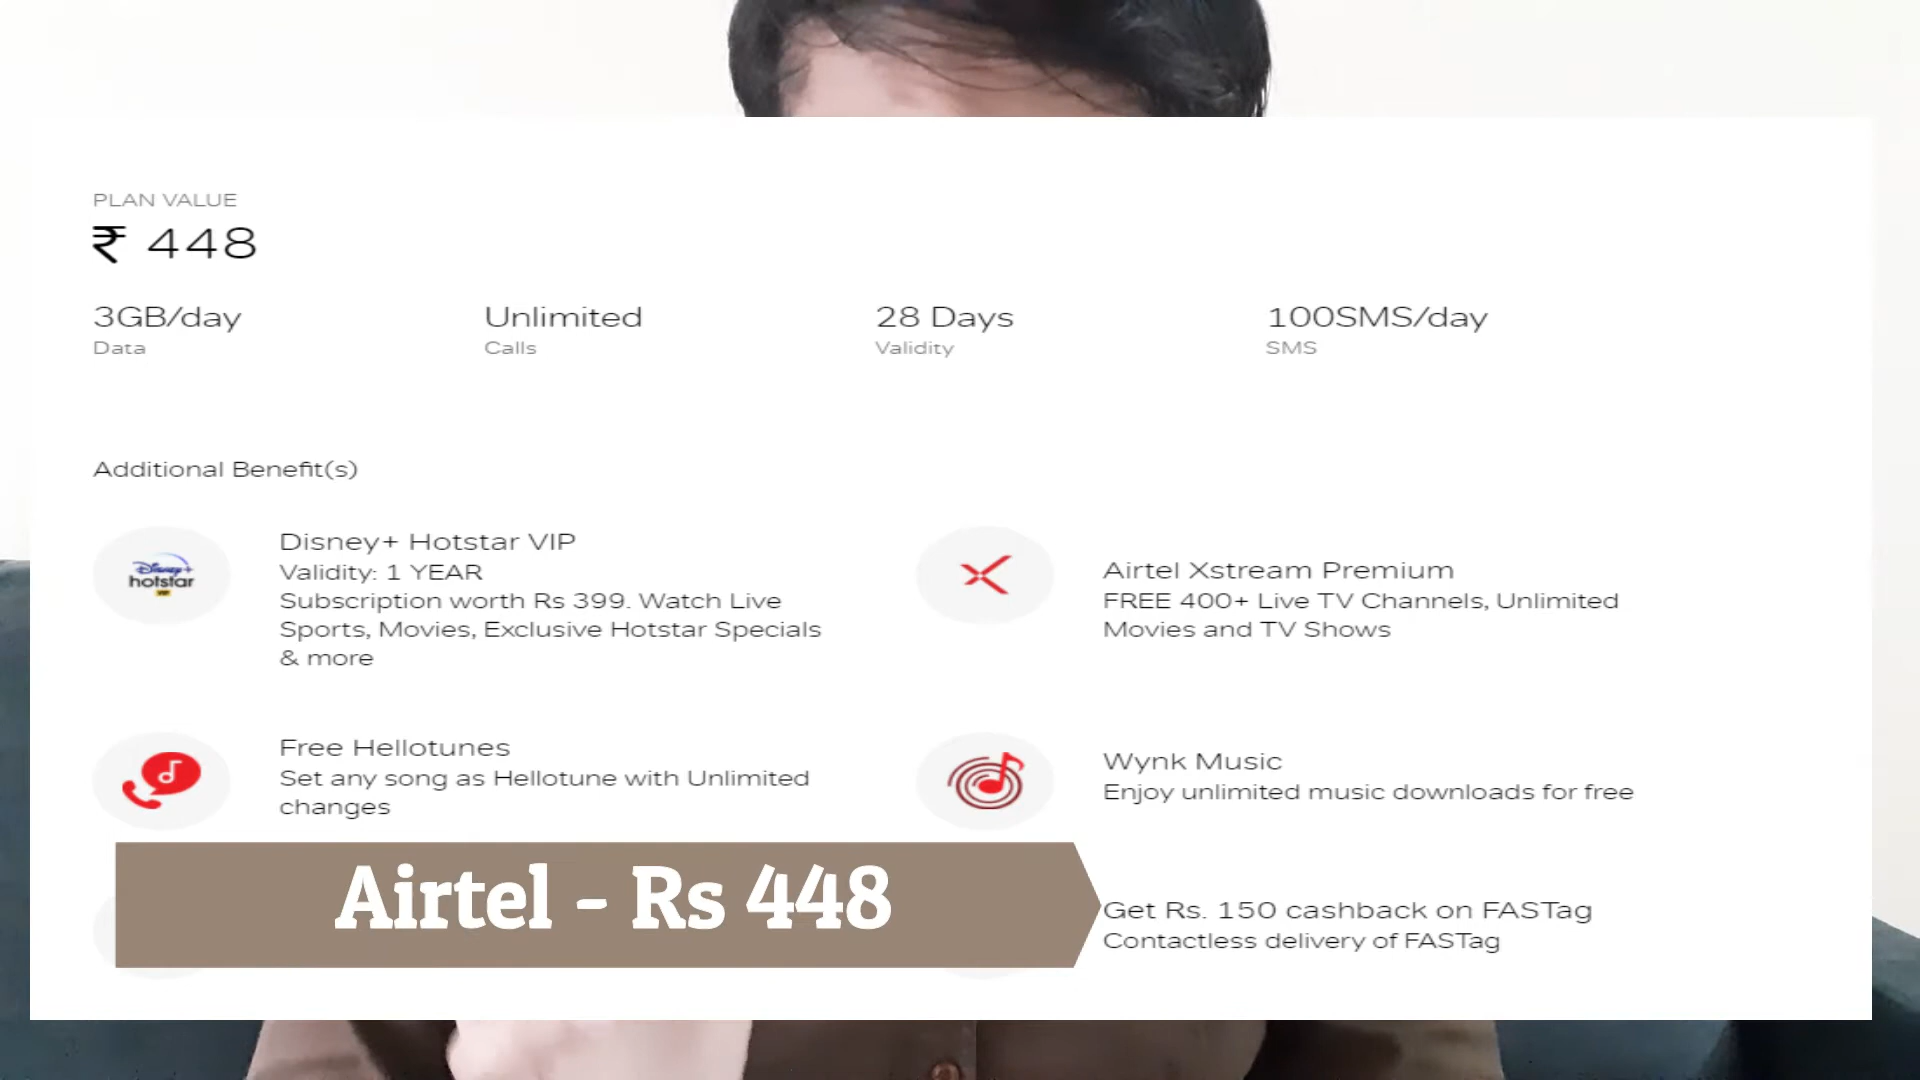 PLAN VALUE
₹ 448
3GB/day
Data
Unlimited
Calls
28 Days
Validity
100SMS/day
SMS
Additional Benefit(s)
Disney+
hotstar
VIP
Disney+ Hotstar VIP
Validity: 1 YEAR
Subscription worth Rs 399. Watch Live
Sports, Movies, Exclusive Hotstar Specials
& more
Airtel Xstream Premium
FREE 400+ Live TV Channels, Unlimited
Movies and TV Shows
Free Hellotunes
Set any song as Hellotune with Unlimited
changes
Wynk Music
Enjoy unlimited music downloads for free
Airtel - Rs 448
Get Rs. 150 cashback on FASTag
Contactless delivery of FASTag